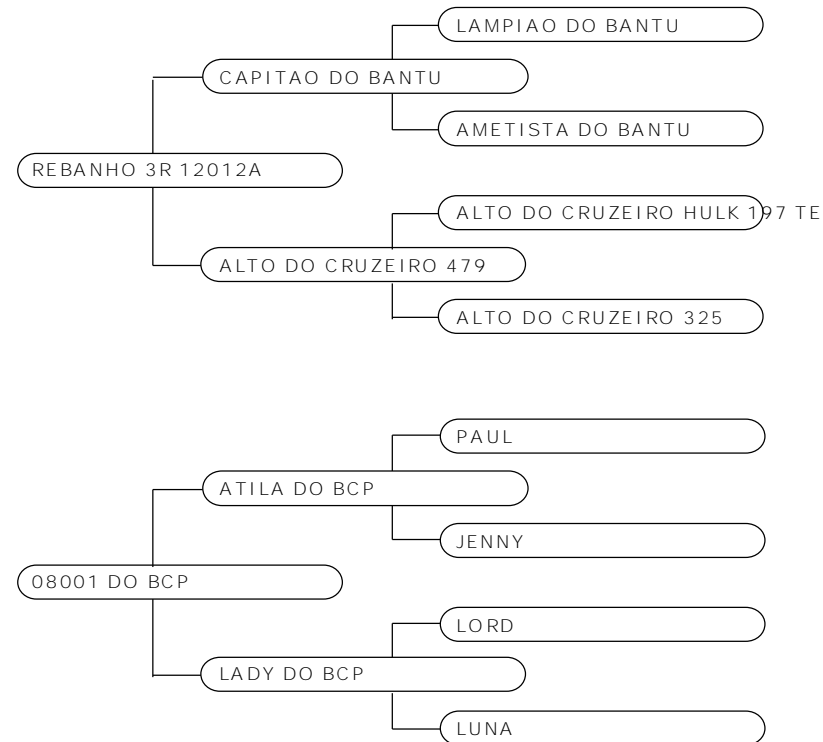 LAMPIAO DO BANTU
CAPITAO DO BANTU
AMETISTA DO BANTU
REBANHO 3R 12012A
ALTO DO CRUZEIRO HULK 197 TE
ALTO DO CRUZEIRO 479
ALTO DO CRUZEIRO 325
PAUL
ATILA DO BCP
JENNY
08001 DO BCP
LORD
LADY DO BCP
LUNA